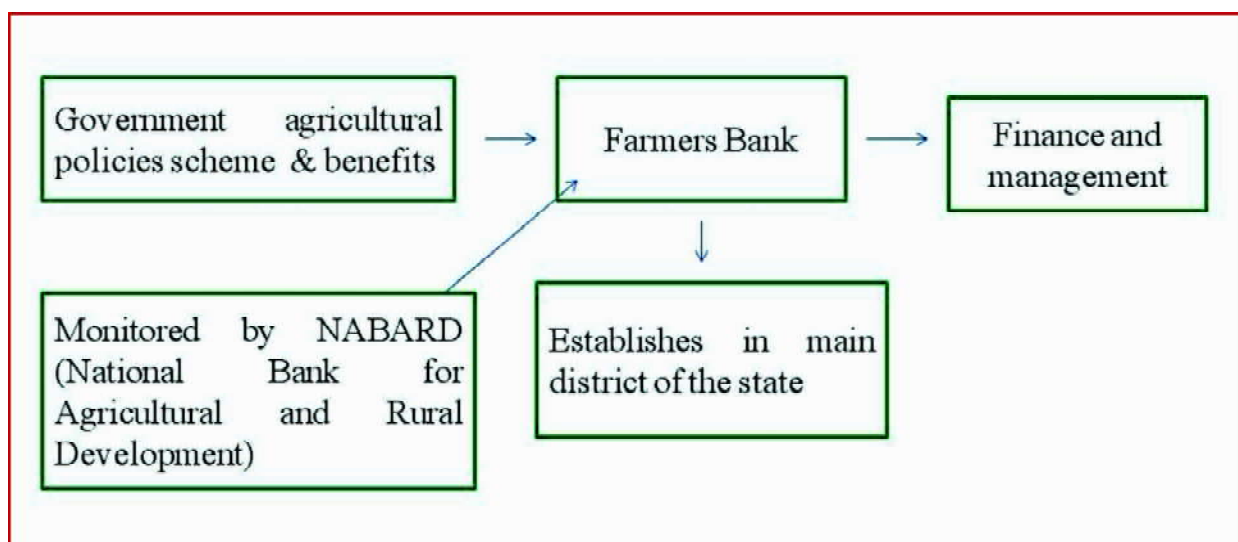 Government agricultural
policies scheme & benefits
Farmers Bank
Finance and
management
Monitored by NABARD
(National Bank for
Agricultural and Rural
Development)
Establishes in main
district of the state